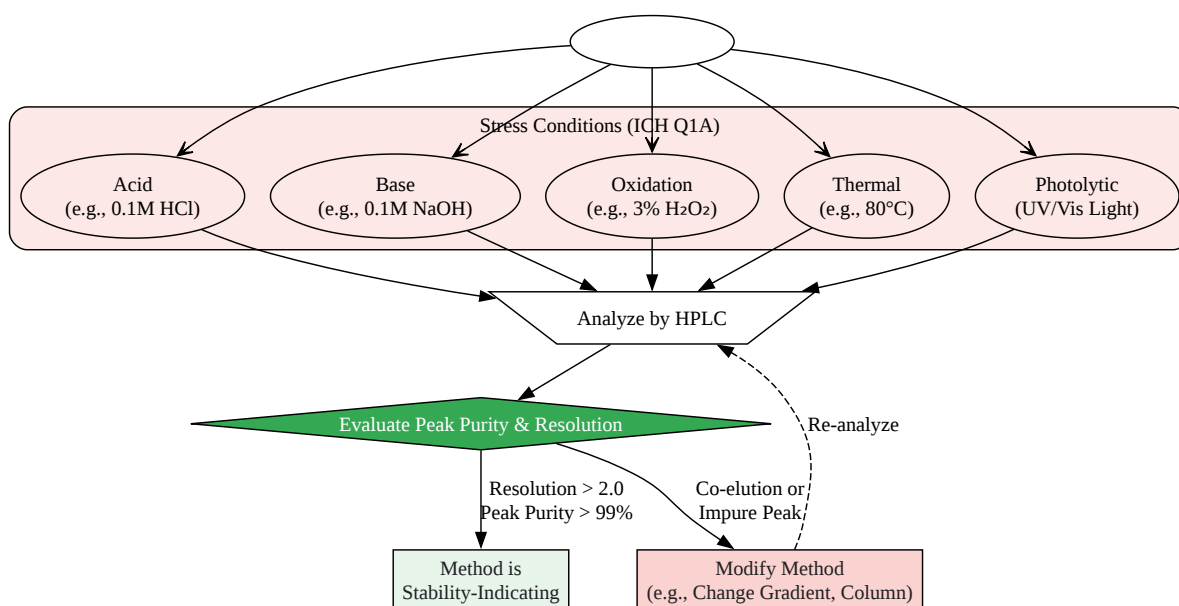 Stress Conditions (ICH Q1A)
Acid
(e.g., 0.1M HCl)
Base
(e.g., 0.1M NaOH)
Oxidation
(e.g., 3% H₂O₂)
Thermal
(e.g., 80°C)
Photolytic
(UV/Vis Light)
Analyze by HPLC
Evaluate Peak Purity & Resolution
Re-analyze
Resolution > 2.0
Peak Purity > 99%
Co-elution or
Impure Peak
Method is
Stability-Indicating
Modify Method
(e.g., Change Gradient, Column)